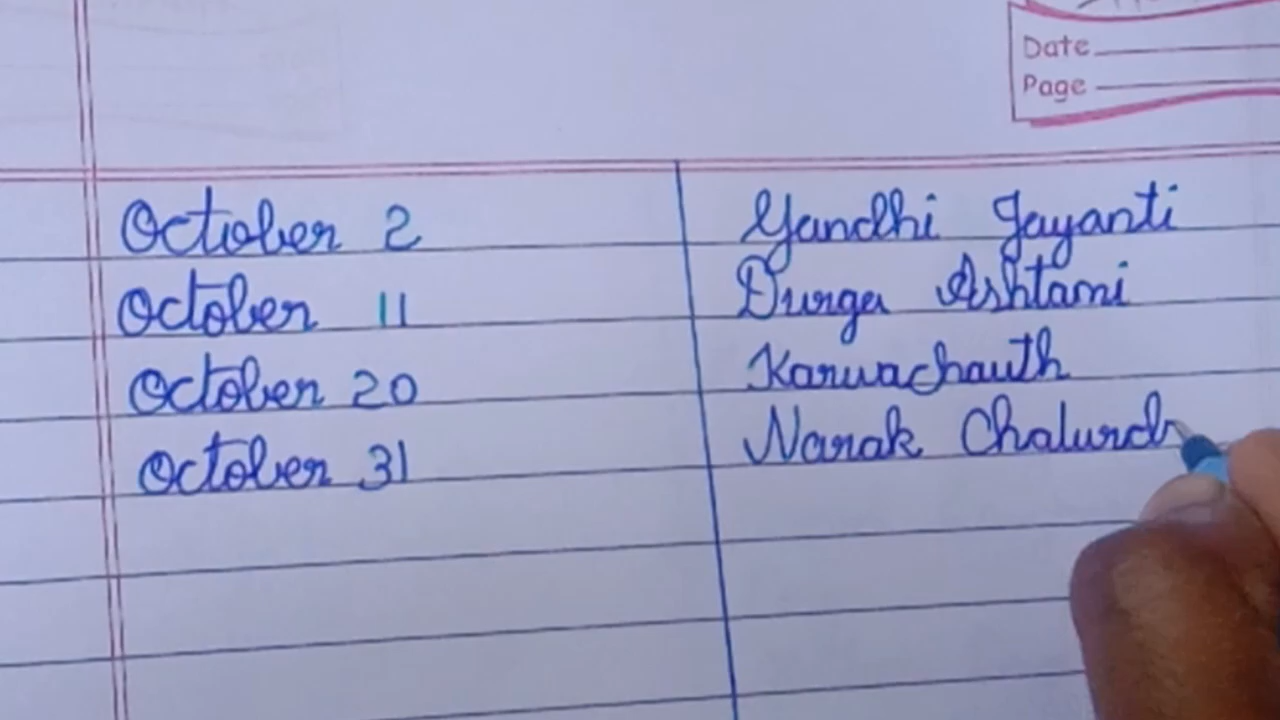 Date
Page
October 2 Gandhi Jayanti
October 11 Durga Ashtami
October 20 Karwachauth
October 31 Narak Chaturd